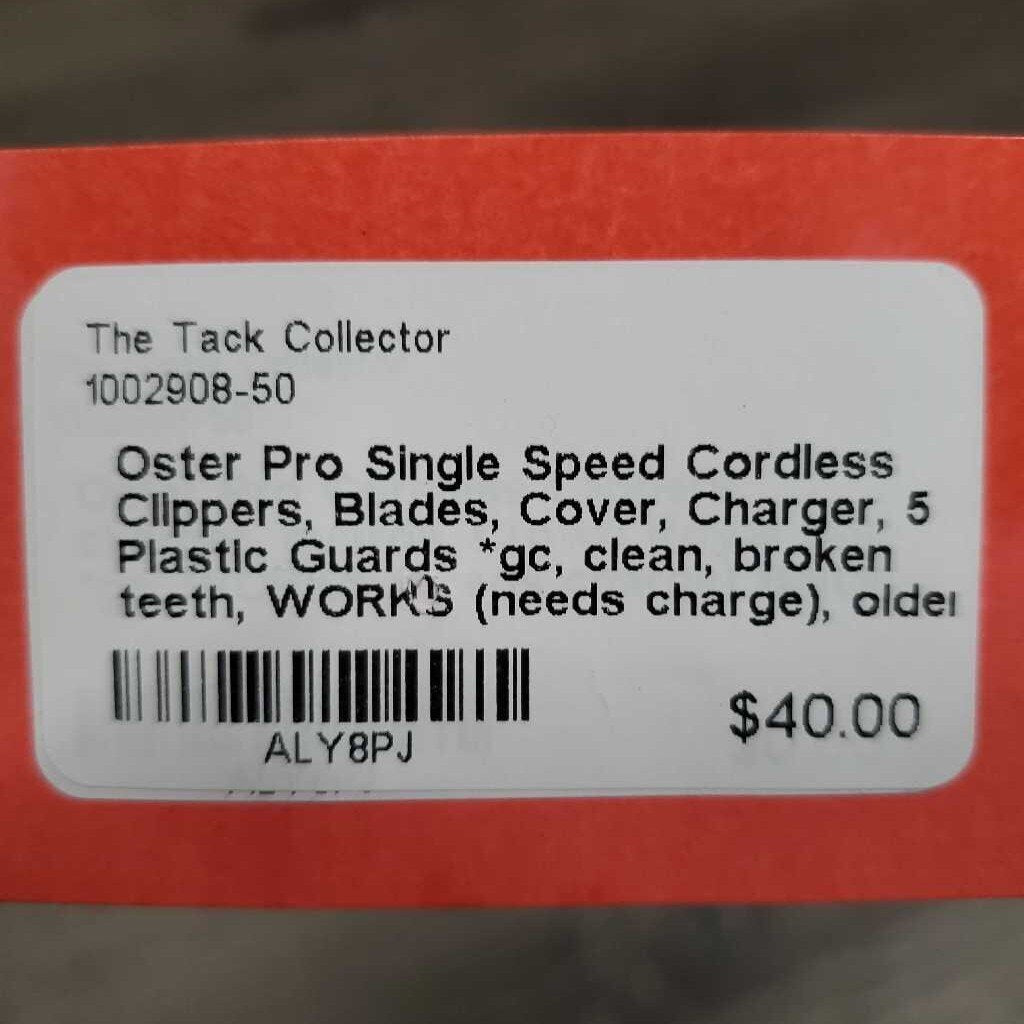 The Tack Collector
1002908-50
Oster Pro Single Speed Cordless
Clippers, Blades, Cover, Charger, 5
Plastic Guards *gc, clean, broken
teeth, WORKS (needs charge), older
ALY8PJ
$40.00